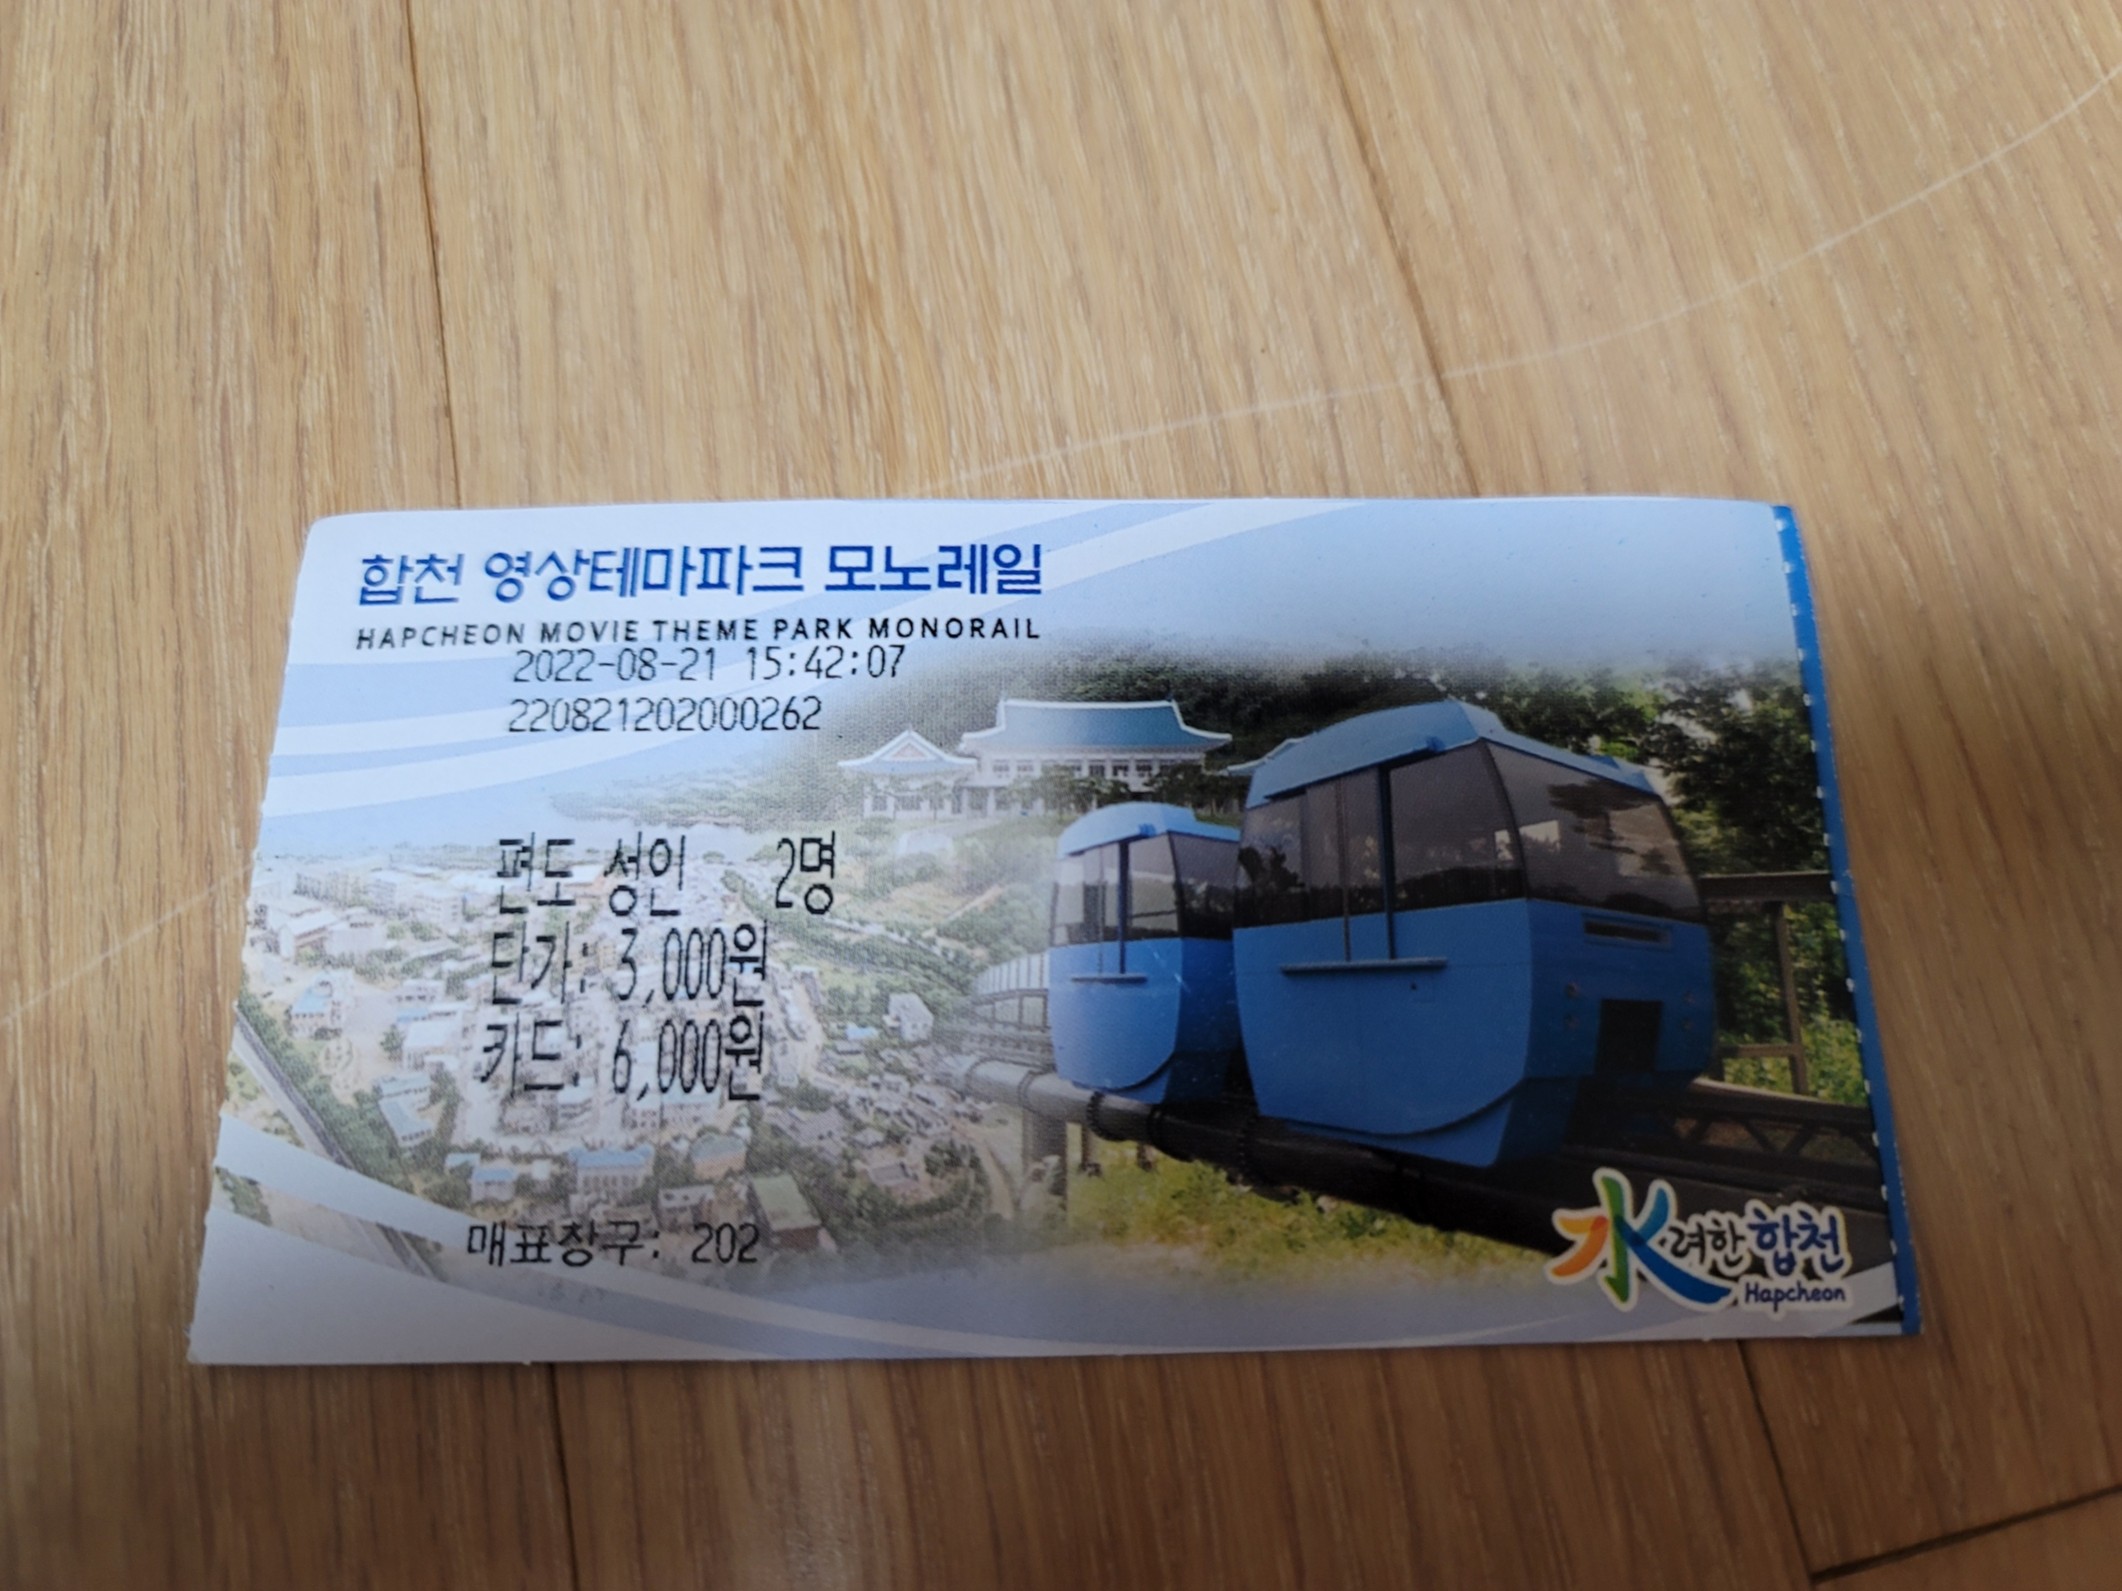 합천 영상테마파크 모노레일
HAPCHEON MOVIE THEME PARK MONORAIL
2022-08-21 15:42:07
220821202000262
편도 성인 2명
단가: 3,000원
카드: 6,000원
매표창구: 202
水려한 합천
Hapcheon